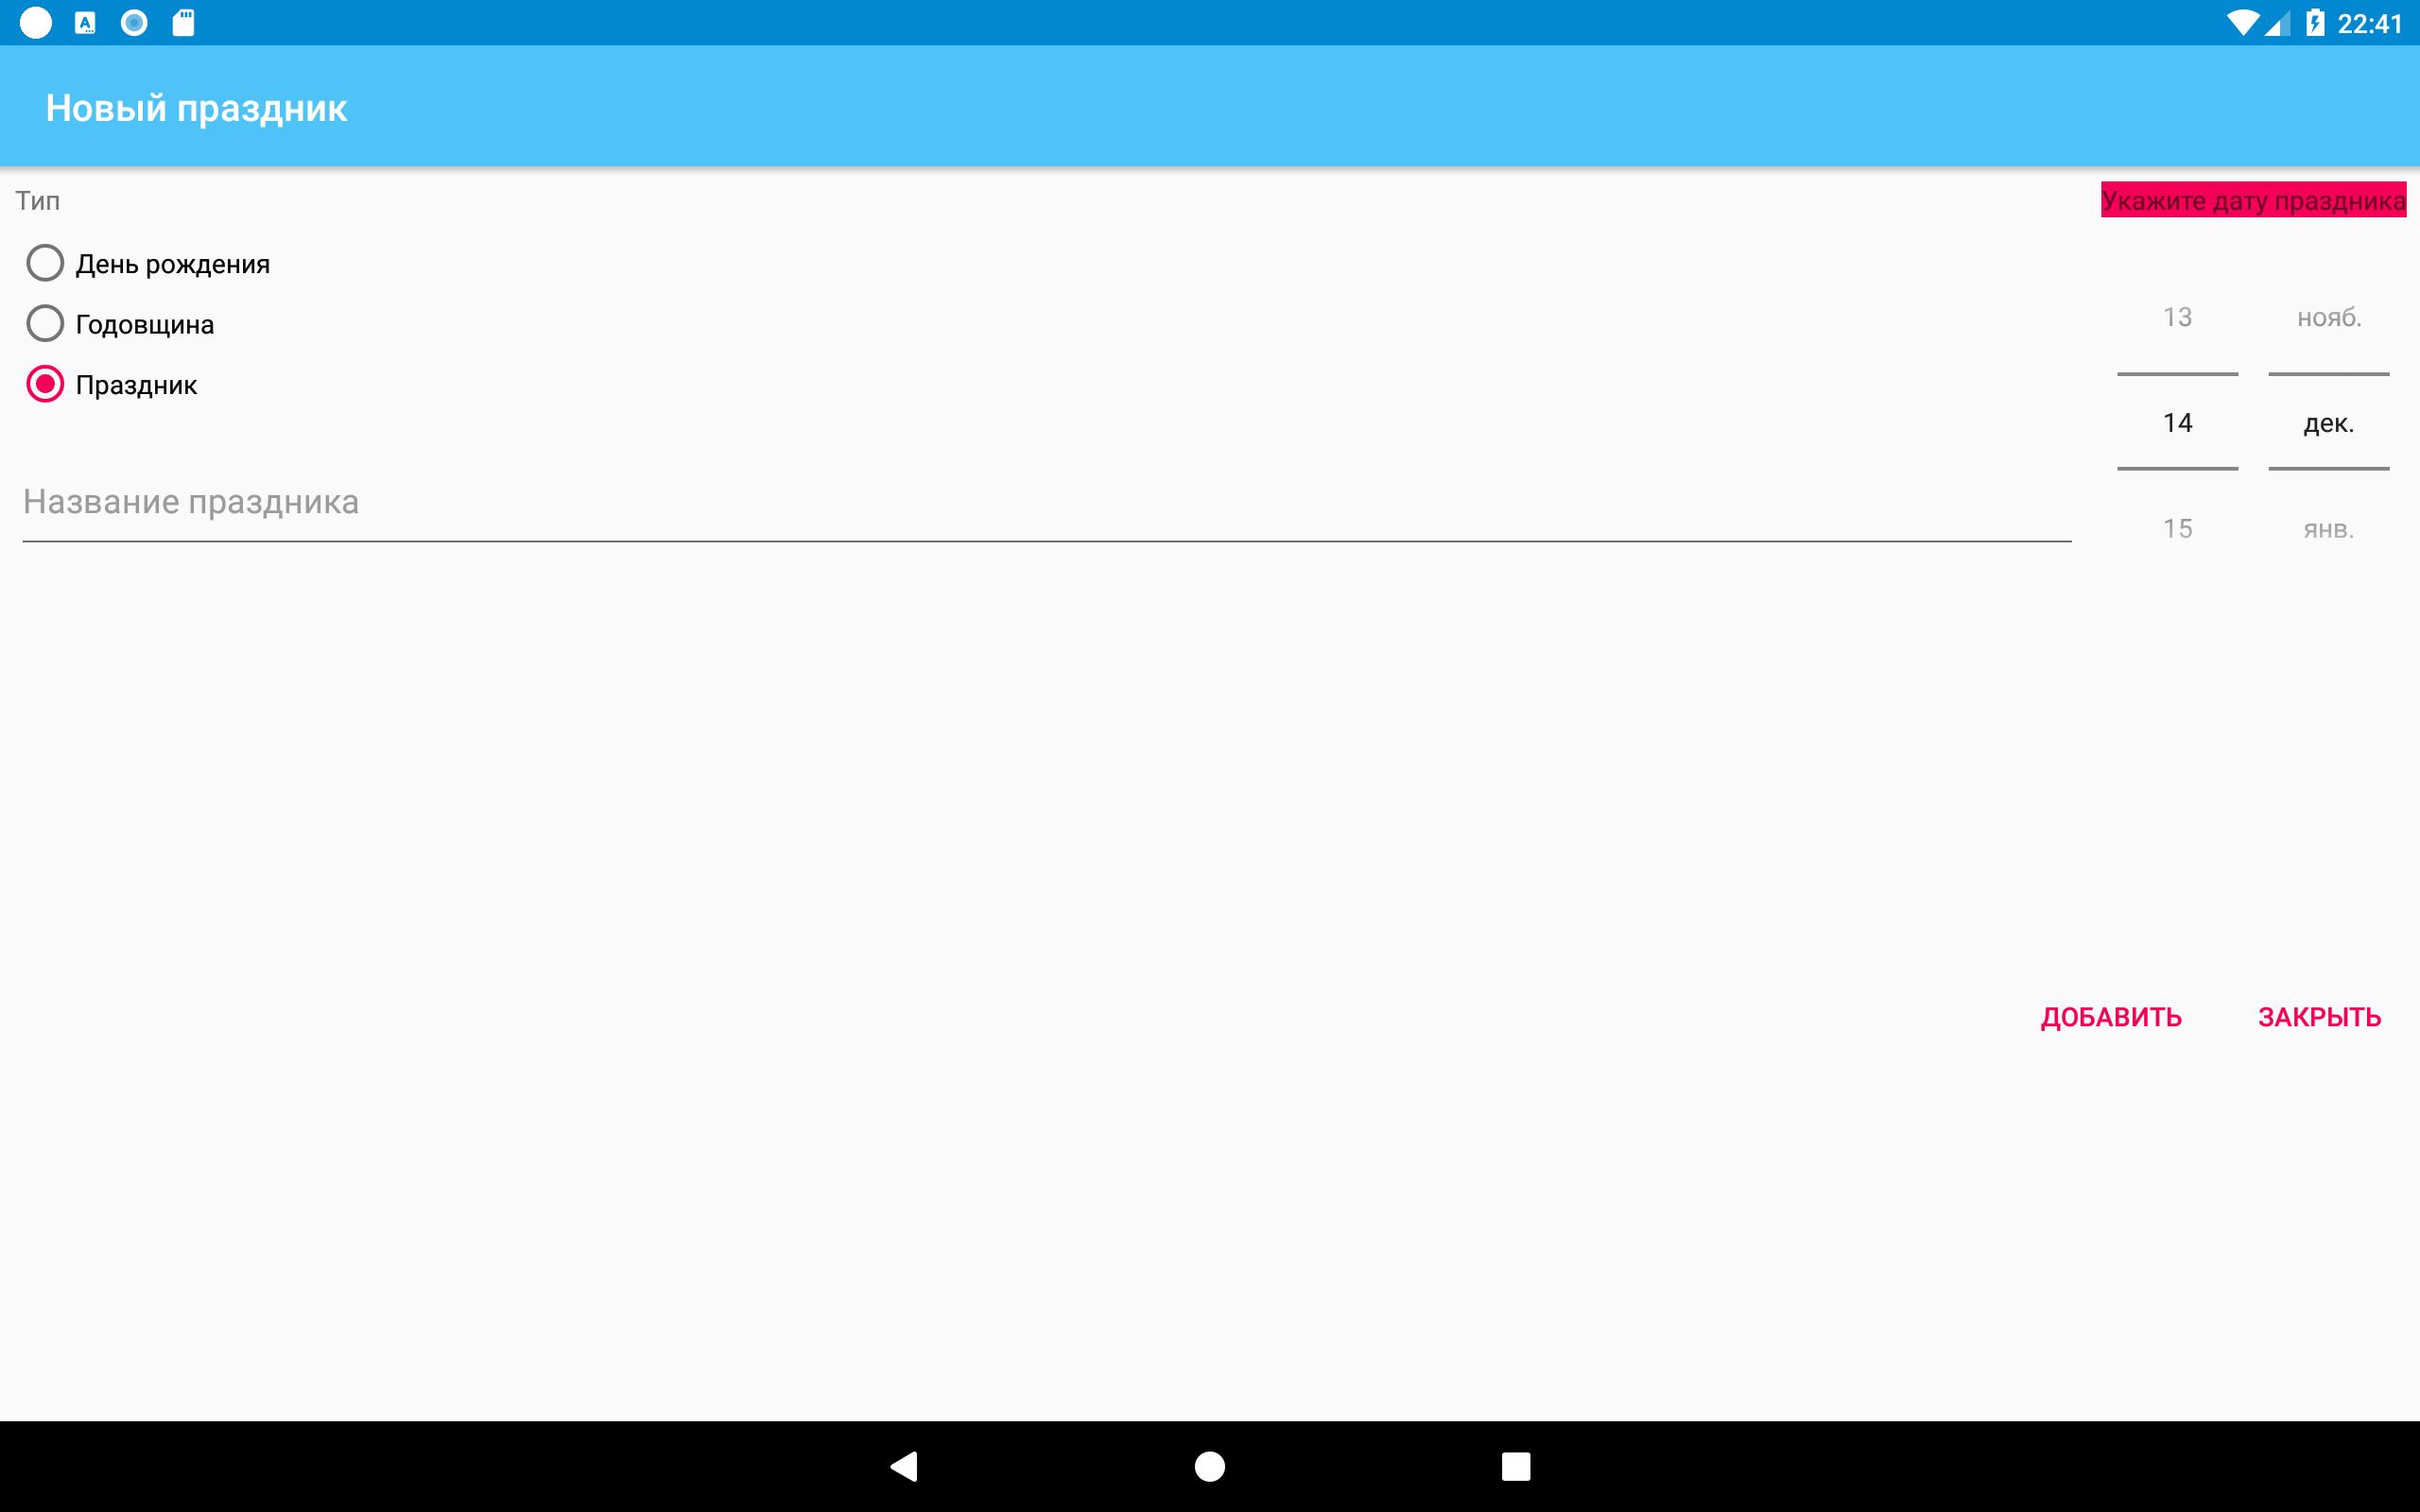 22:41
Новый праздник
Тип
Укажите дату праздника
День рождения
Годовщина
Праздник
13 нояб.
14 дек.
15 янв.
Название праздника
ДОБАВИТЬ ЗАКРЫТЬ